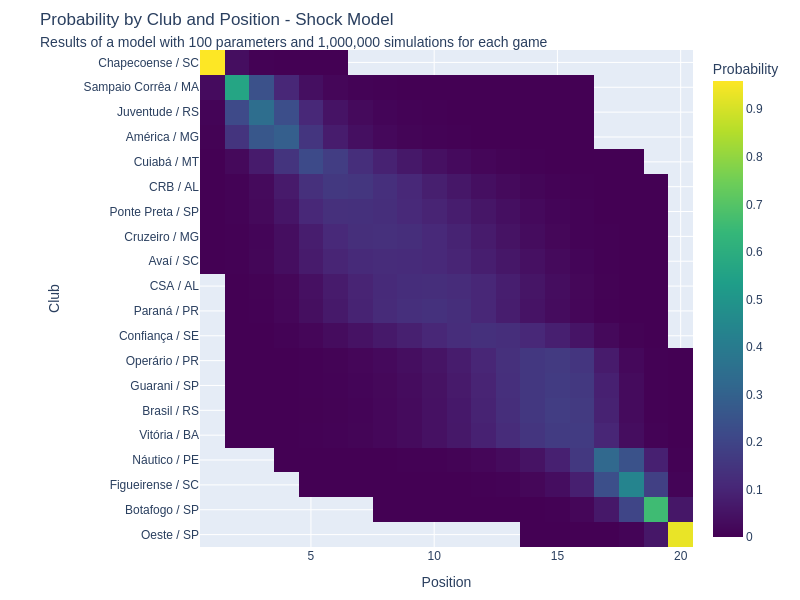 Probability by Club and Position - Shock Model
Results of a model with 100 parameters and 1,000,000 simulations for each game
Chapecoense / SC
Sampaio Corrêa / MA
Juventude / RS
América / MG
Cuiabá / MT
CRB / AL
Ponte Preta / SP
Cruzeiro / MG
Avaí / SC
CSA / AL
Paraná / PR
Confiança / SE
Operário / PR
Guarani / SP
Brasil / RS
Vitória / BA
Náutico / PE
Figueirense / SC
Botafogo / SP
Oeste / SP
Club
5 10 15 20
Position
Probability
0.9
0.8
0.7
0.6
0.5
0.4
0.3
0.2
0.1
0